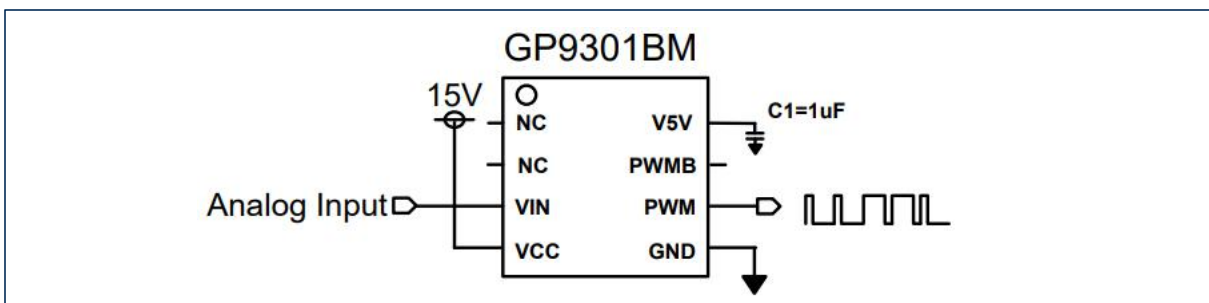 GP9301BM
15V
C1=1uF
NC V5V
NC PWMB
Analog Input VIN PWM
VCC GND